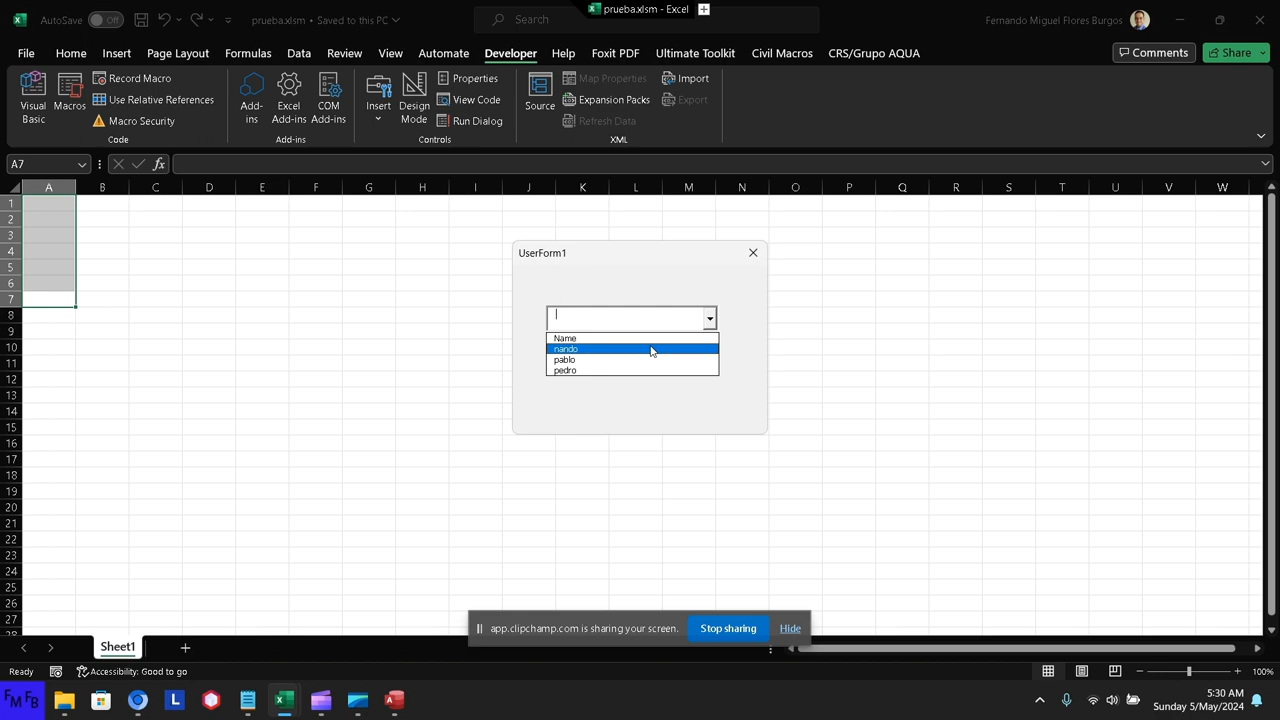 AutoSave Off prueba.xlsm • Saved to this PC Search prueba.xlsm - Excel Fernando Miguel Flores Burgos
File Home Insert Page Layout Formulas Data Review View Automate Developer Help Foxit PDF Ultimate Toolkit Civil Macros CRS/Grupo AQUA Comments Share
Visual Basic Macros Record Macro Use Relative References Macro Security
Add-ins Excel Add-ins COM Add-ins
Insert Design Mode Properties View Code Run Dialog
Source Map Properties Expansion Packs Refresh Data Import Export
Code Add-ins Controls XML
A7 fx
A B C D E F G H I J K L M N O P Q R S T U V W
1
2
3
4
5
6
7
8
9
10
11
12
13
14
15
16
17
18
19
20
21
22
23
24
25
26
27
28
UserForm1
Name
nando
pablo
pedro
app.clipchamp.com is sharing your screen. Stop sharing Hide
Sheet1
Ready Accessibility: Good to go 100%
FM FB L 5:30 AM
Sunday 5/May/2024